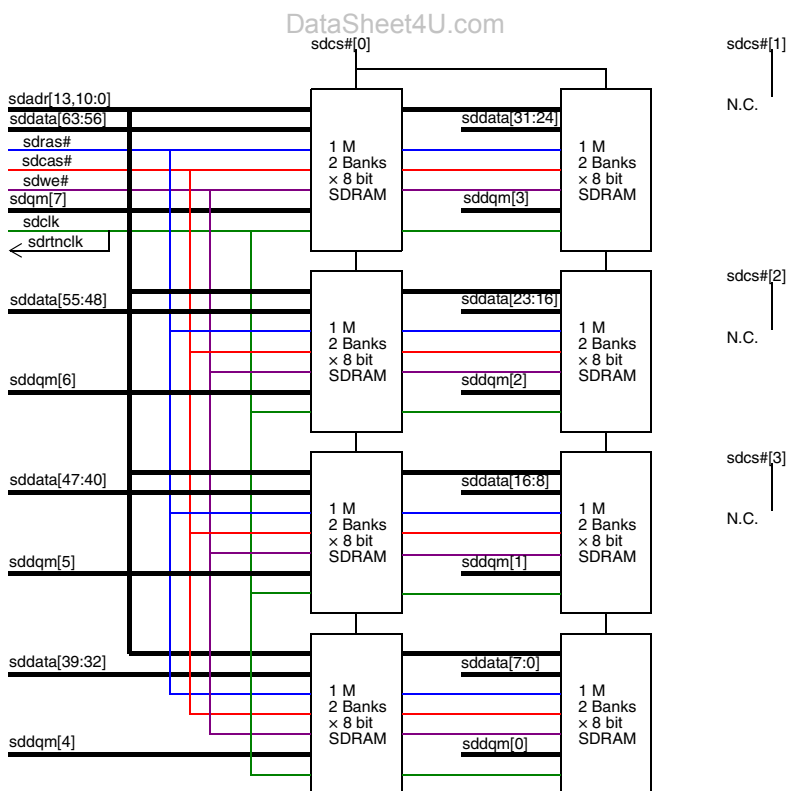 DataSheet4U.com
sdcs#[0]
sdcs#[1]
N.C.
sdadr[13,10:0]
sddata[63:56]
sdras#
sdcas#
sdwe#
sdqm[7]
sdclk
sdrtnclk
1 M
2 Banks
× 8 bit
SDRAM
sddata[31:24]
sddqm[3]
1 M
2 Banks
× 8 bit
SDRAM
sdcs#[2]
N.C.
sddata[55:48]
sddqm[6]
1 M
2 Banks
× 8 bit
SDRAM
sddata[23:16]
sddqm[2]
1 M
2 Banks
× 8 bit
SDRAM
sdcs#[3]
N.C.
sddata[47:40]
sddqm[5]
1 M
2 Banks
× 8 bit
SDRAM
sddata[16:8]
sddqm[1]
1 M
2 Banks
× 8 bit
SDRAM
sddata[39:32]
sddqm[4]
1 M
2 Banks
× 8 bit
SDRAM
sddata[7:0]
sddqm[0]
1 M
2 Banks
× 8 bit
SDRAM